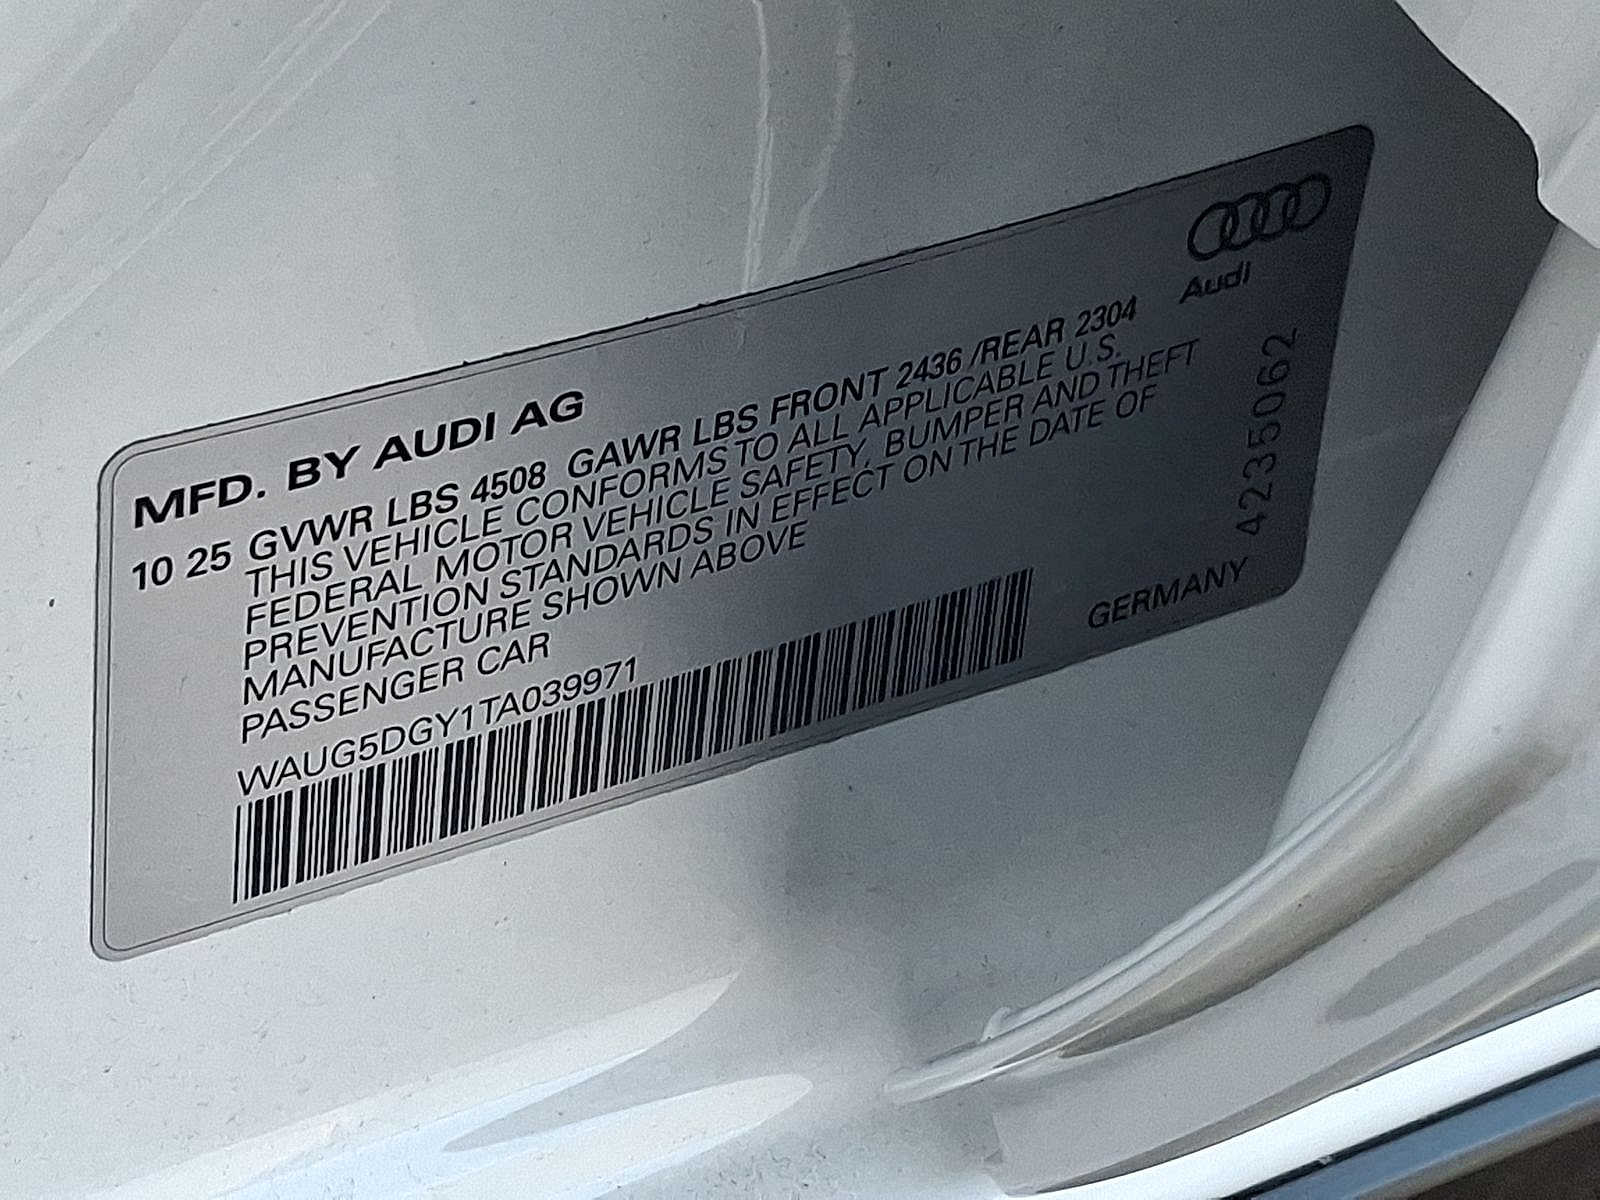 Audi
MFD. BY AUDI AG
10 25 GVWR LBS 4508 GAWR LBS FRONT 2436 /REAR 2304
THIS VEHICLE CONFORMS TO ALL APPLICABLE U.S.
FEDERAL MOTOR VEHICLE SAFETY, BUMPER AND THEFT
PREVENTION STANDARDS IN EFFECT ON THE DATE OF
MANUFACTURE SHOWN ABOVE
PASSENGER CAR
WAUG5DGY1TA039971
GERMANY
4235062